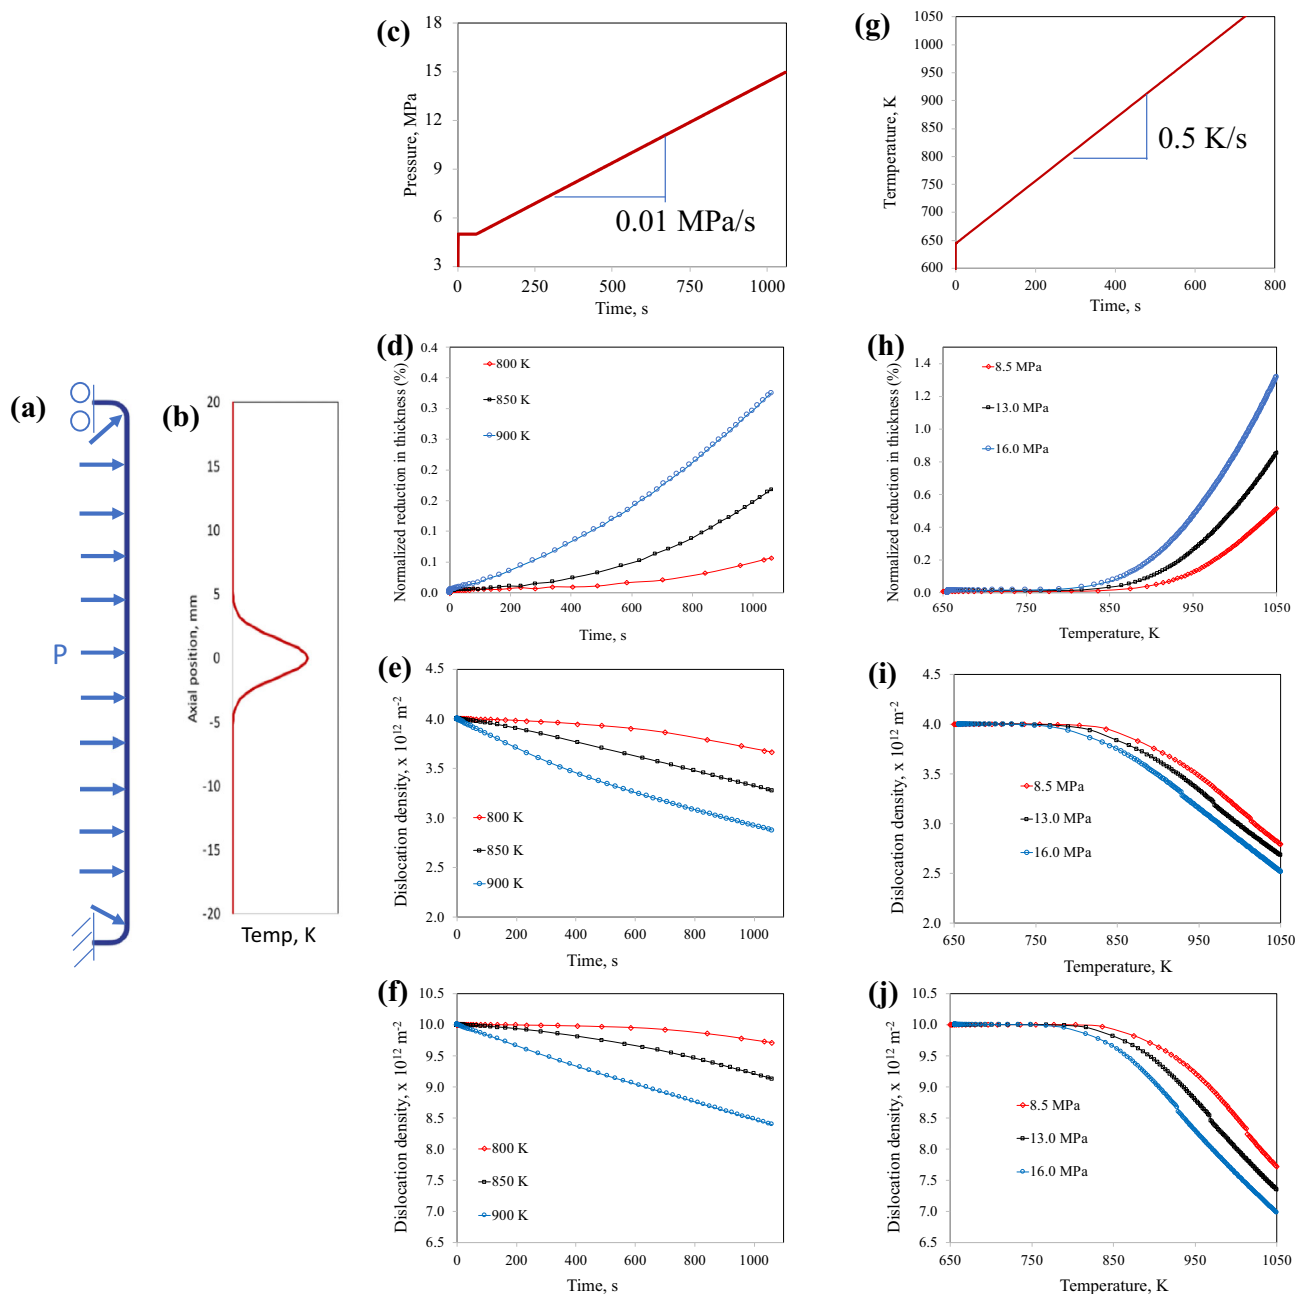 (a)
P
(b)
20
15
10
5
0
-5
-10
-15
-20
Axial position, mm
Temp, K
(c)
18
15
12
9
6
3
Pressure, MPa
0.01 MPa/s
0 250 500 750 1000
Time, s
(g)
1050
1000
950
900
850
800
750
700
650
600
Termperature, K
0.5 K/s
0 200 400 600 800
Time, s
(d)
0.4
0.4
0.3
0.3
0.2
0.2
0.1
0.1
0.0
Normalized reduction in thickness (%)
800 K
850 K
900 K
0 200 400 600 800 1000
Time, s
(h)
1.4
1.2
1.0
0.8
0.6
0.4
0.2
0.0
Normalized reduction in thickness (%)
8.5 MPa
13.0 MPa
16.0 MPa
650 750 850 950 1050
Temperature, K
(e)
4.5
4.0
3.5
3.0
2.5
2.0
Dislocation density, x 10¹² m⁻²
800 K
850 K
900 K
0 200 400 600 800 1000
Time, s
(i)
4.5
4.0
3.5
3.0
2.5
2.0
Dislocation density, x 10¹² m⁻²
8.5 MPa
13.0 MPa
16.0 MPa
650 750 850 950 1050
Temperature, K
(f)
10.5
10.0
9.5
9.0
8.5
8.0
7.5
7.0
6.5
Dislocation density, x 10¹² m⁻²
800 K
850 K
900 K
0 200 400 600 800 1000
Time, s
(j)
10.5
10.0
9.5
9.0
8.5
8.0
7.5
7.0
6.5
Dislocation density, x 10¹² m⁻²
8.5 MPa
13.0 MPa
16.0 MPa
650 750 850 950 1050
Temperature, K